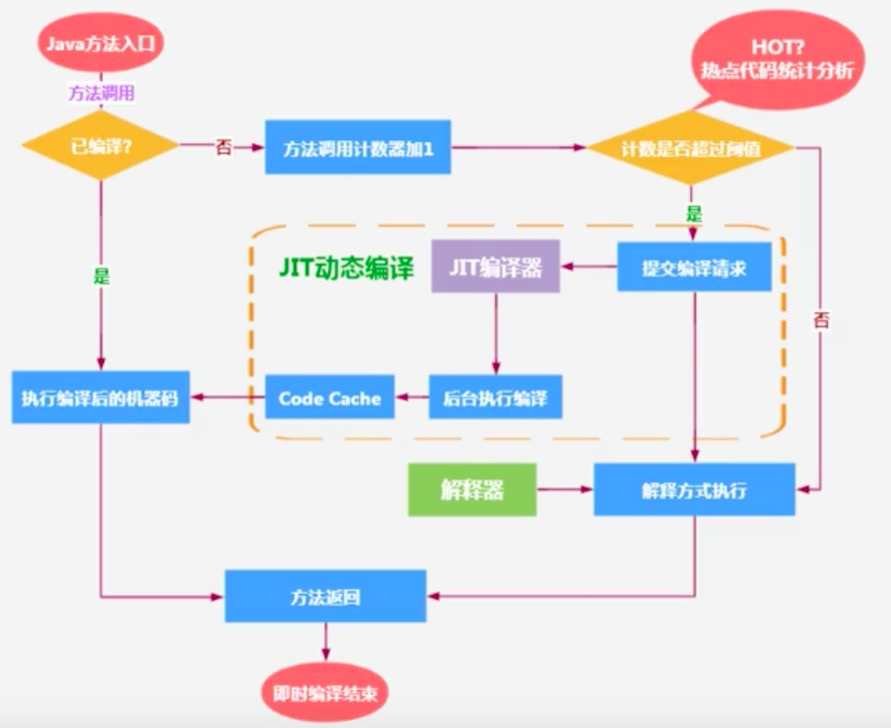 Java方法入口
HOT?
热点代码统计分析
方法调用
已编译?
否
方法调用计数器加1
计数是否超过阈值
是
JIT动态编译
JIT编译器
提交编译请求
是
否
执行编译后的机器码
Code Cache
后台执行编译
解释器
解释方式执行
方法返回
即时编译结束